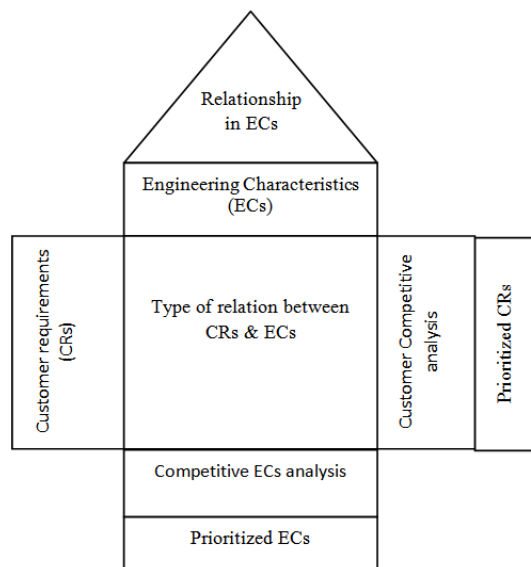 Relationship
in ECs
Engineering Characteristics
(ECs)
Customer requirements
(CRs)
Type of relation between
CRs & ECs
Customer Competitive
analysis
Prioritized CRs
Competitive ECs analysis
Prioritized ECs